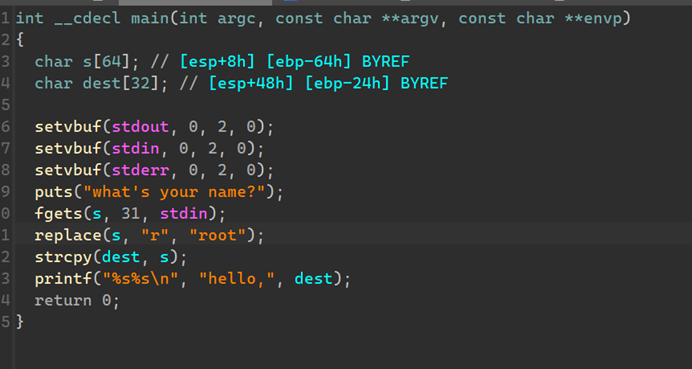 1 int __cdecl main(int argc, const char **argv, const char **envp)
2 {
3 char s[64]; // [esp+8h] [ebp-64h] BYREF
4 char dest[32]; // [esp+48h] [ebp-24h] BYREF
5
6 setvbuf(stdout, 0, 2, 0);
7 setvbuf(stdin, 0, 2, 0);
8 setvbuf(stderr, 0, 2, 0);
9 puts("what's your name?");
0 fgets(s, 31, stdin);
1 replace(s, "r", "root");
2 strcpy(dest, s);
3 printf("%s%s\n", "hello,", dest);
4 return 0;
5 }